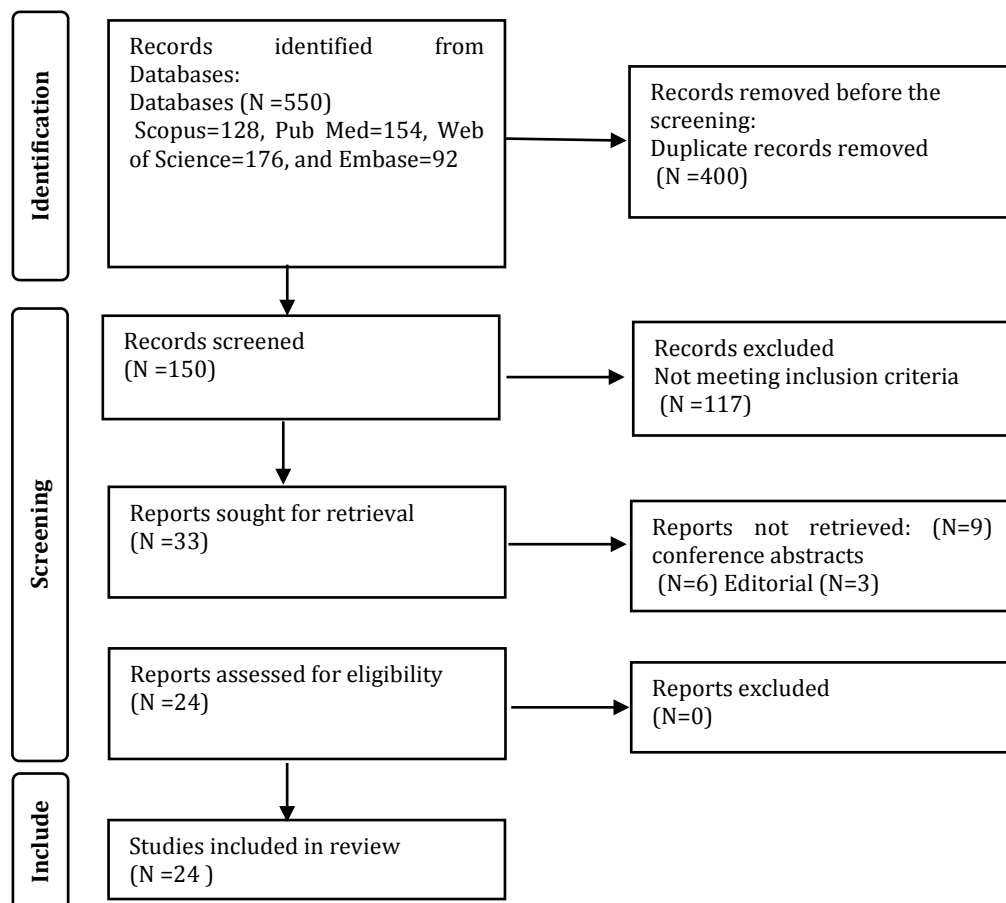 Identification
Records identified from
Databases:
Databases (N =550)
Scopus=128, Pub Med=154, Web
of Science=176, and Embase=92
Records removed before the
screening:
Duplicate records removed
(N =400)
Screening
Records screened
(N =150)
Records excluded
Not meeting inclusion criteria
(N =117)
Reports sought for retrieval
(N =33)
Reports not retrieved: (N=9)
conference abstracts
(N=6) Editorial (N=3)
Reports assessed for eligibility
(N =24)
Reports excluded
(N=0)
Include
Studies included in review
(N =24 )